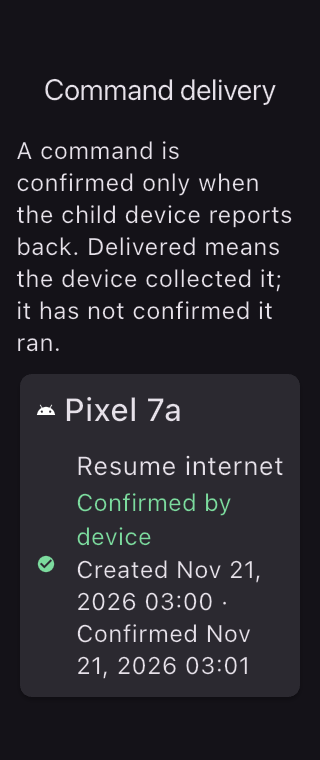 Command delivery
A command is
confirmed only when
the child device reports
back. Delivered means
the device collected it;
it has not confirmed it
ran.
Pixel 7a
Resume internet
Confirmed by
device
Created Nov 21,
2026 03:00 ·
Confirmed Nov
21, 2026 03:01